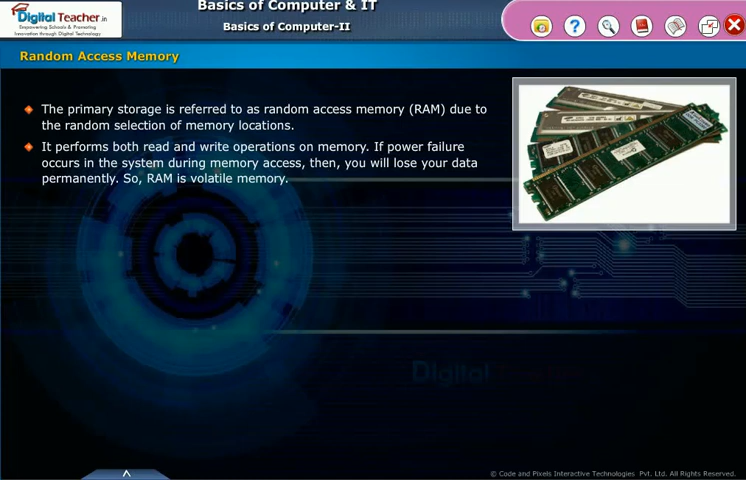 Digital Teacher.in
Empowering Schools & Promoting
Innovation through Digital Technology
Basics of Computer & IT
Basics of Computer-II
Random Access Memory
The primary storage is referred to as random access memory (RAM) due to
the random selection of memory locations.
It performs both read and write operations on memory. If power failure
occurs in the system during memory access, then, you will lose your data
permanently. So, RAM is volatile memory.
Digital
© Code and Pixels Interactive Technologies Pvt. Ltd. All Rights Reserved.